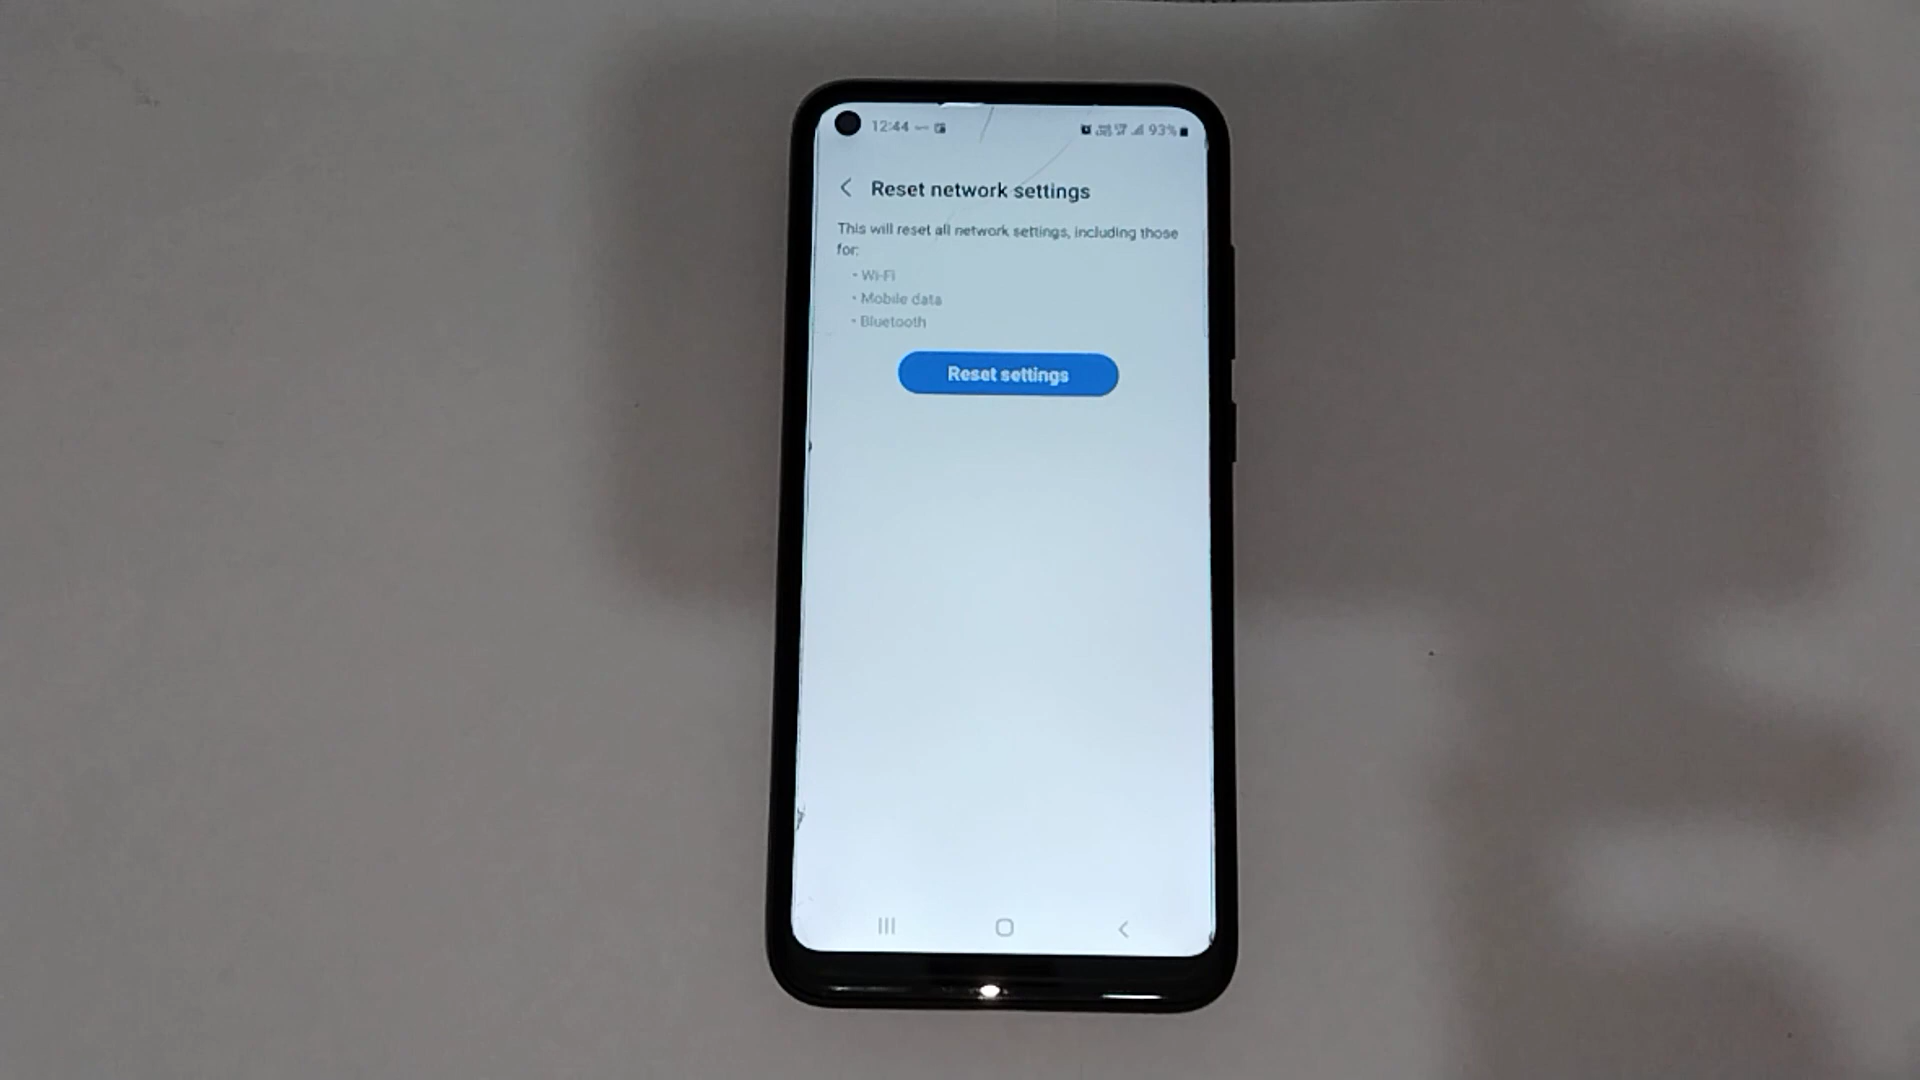 12:44
93%
Reset network settings
This will reset all network settings, including those
for:
• Wi-Fi
• Mobile data
• Bluetooth
Reset settings